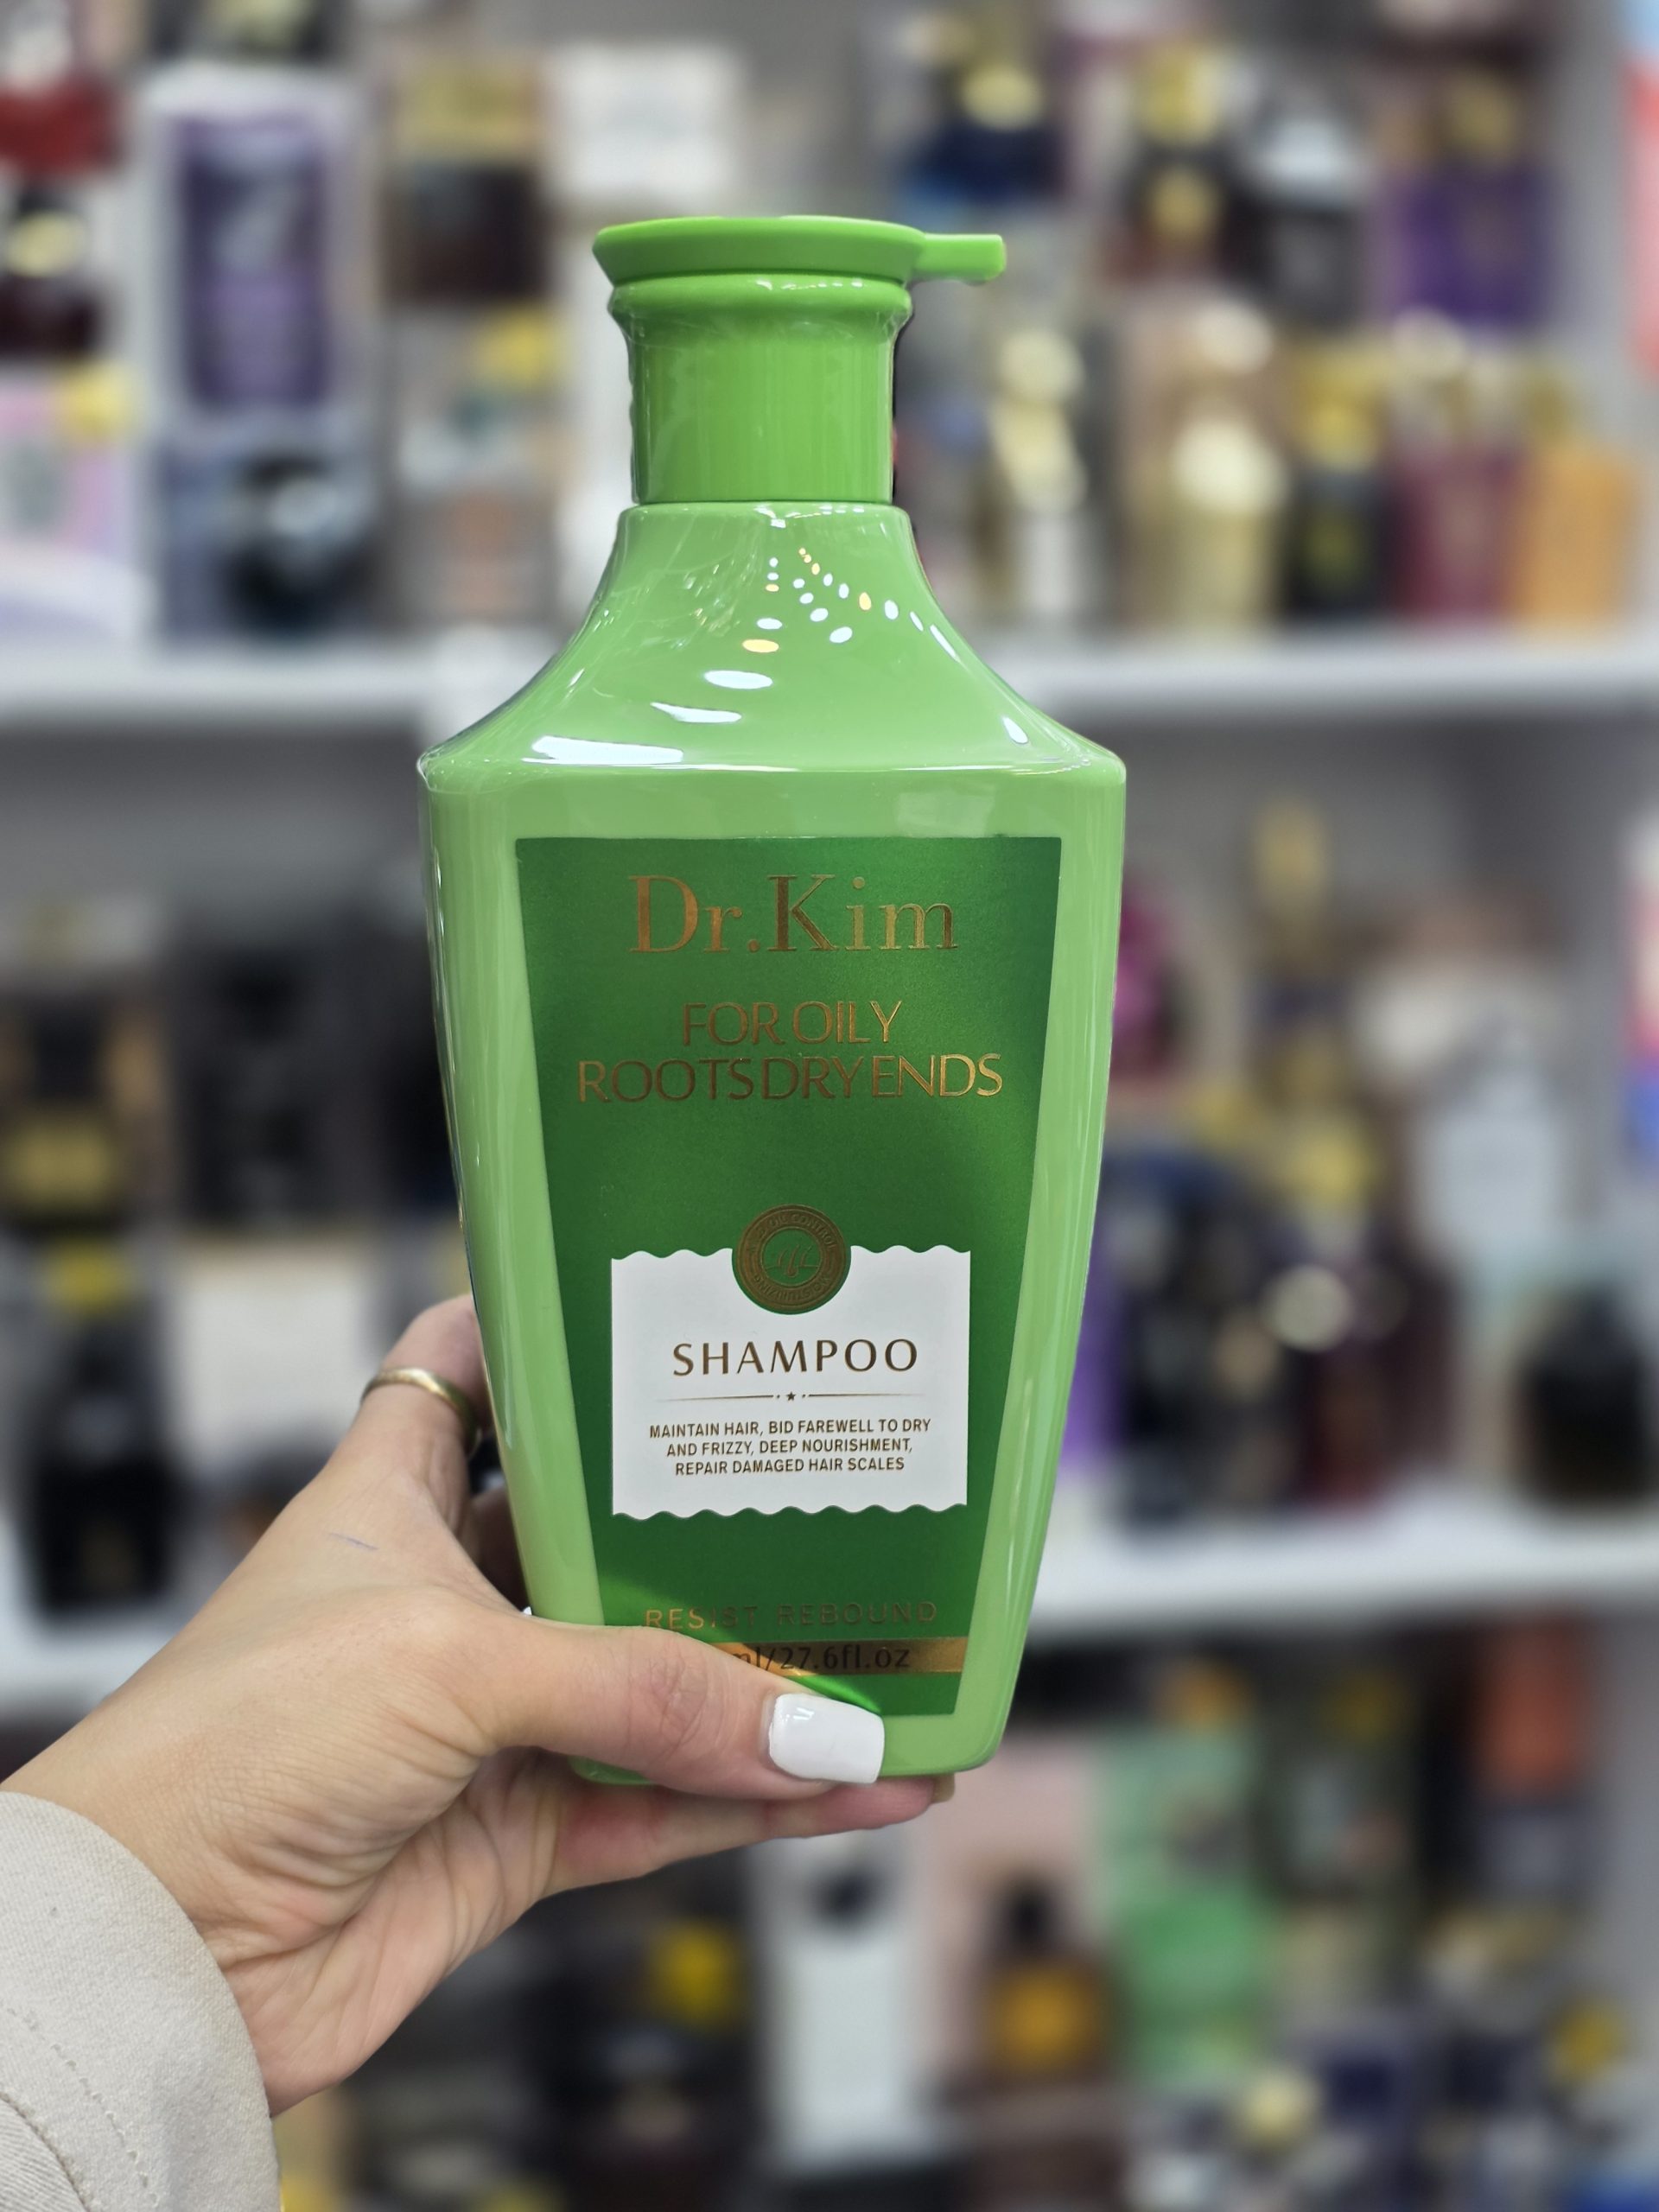 Dr.Kim
FOR OILY
ROOTS DRY ENDS
SHAMPOO
MAINTAIN HAIR, BID FAREWELL TO DRY
AND FRIZZY, DEEP NOURISHMENT,
REPAIR DAMAGED HAIR SCALES
RESIST REBOUND
ml/27.6fl.oz